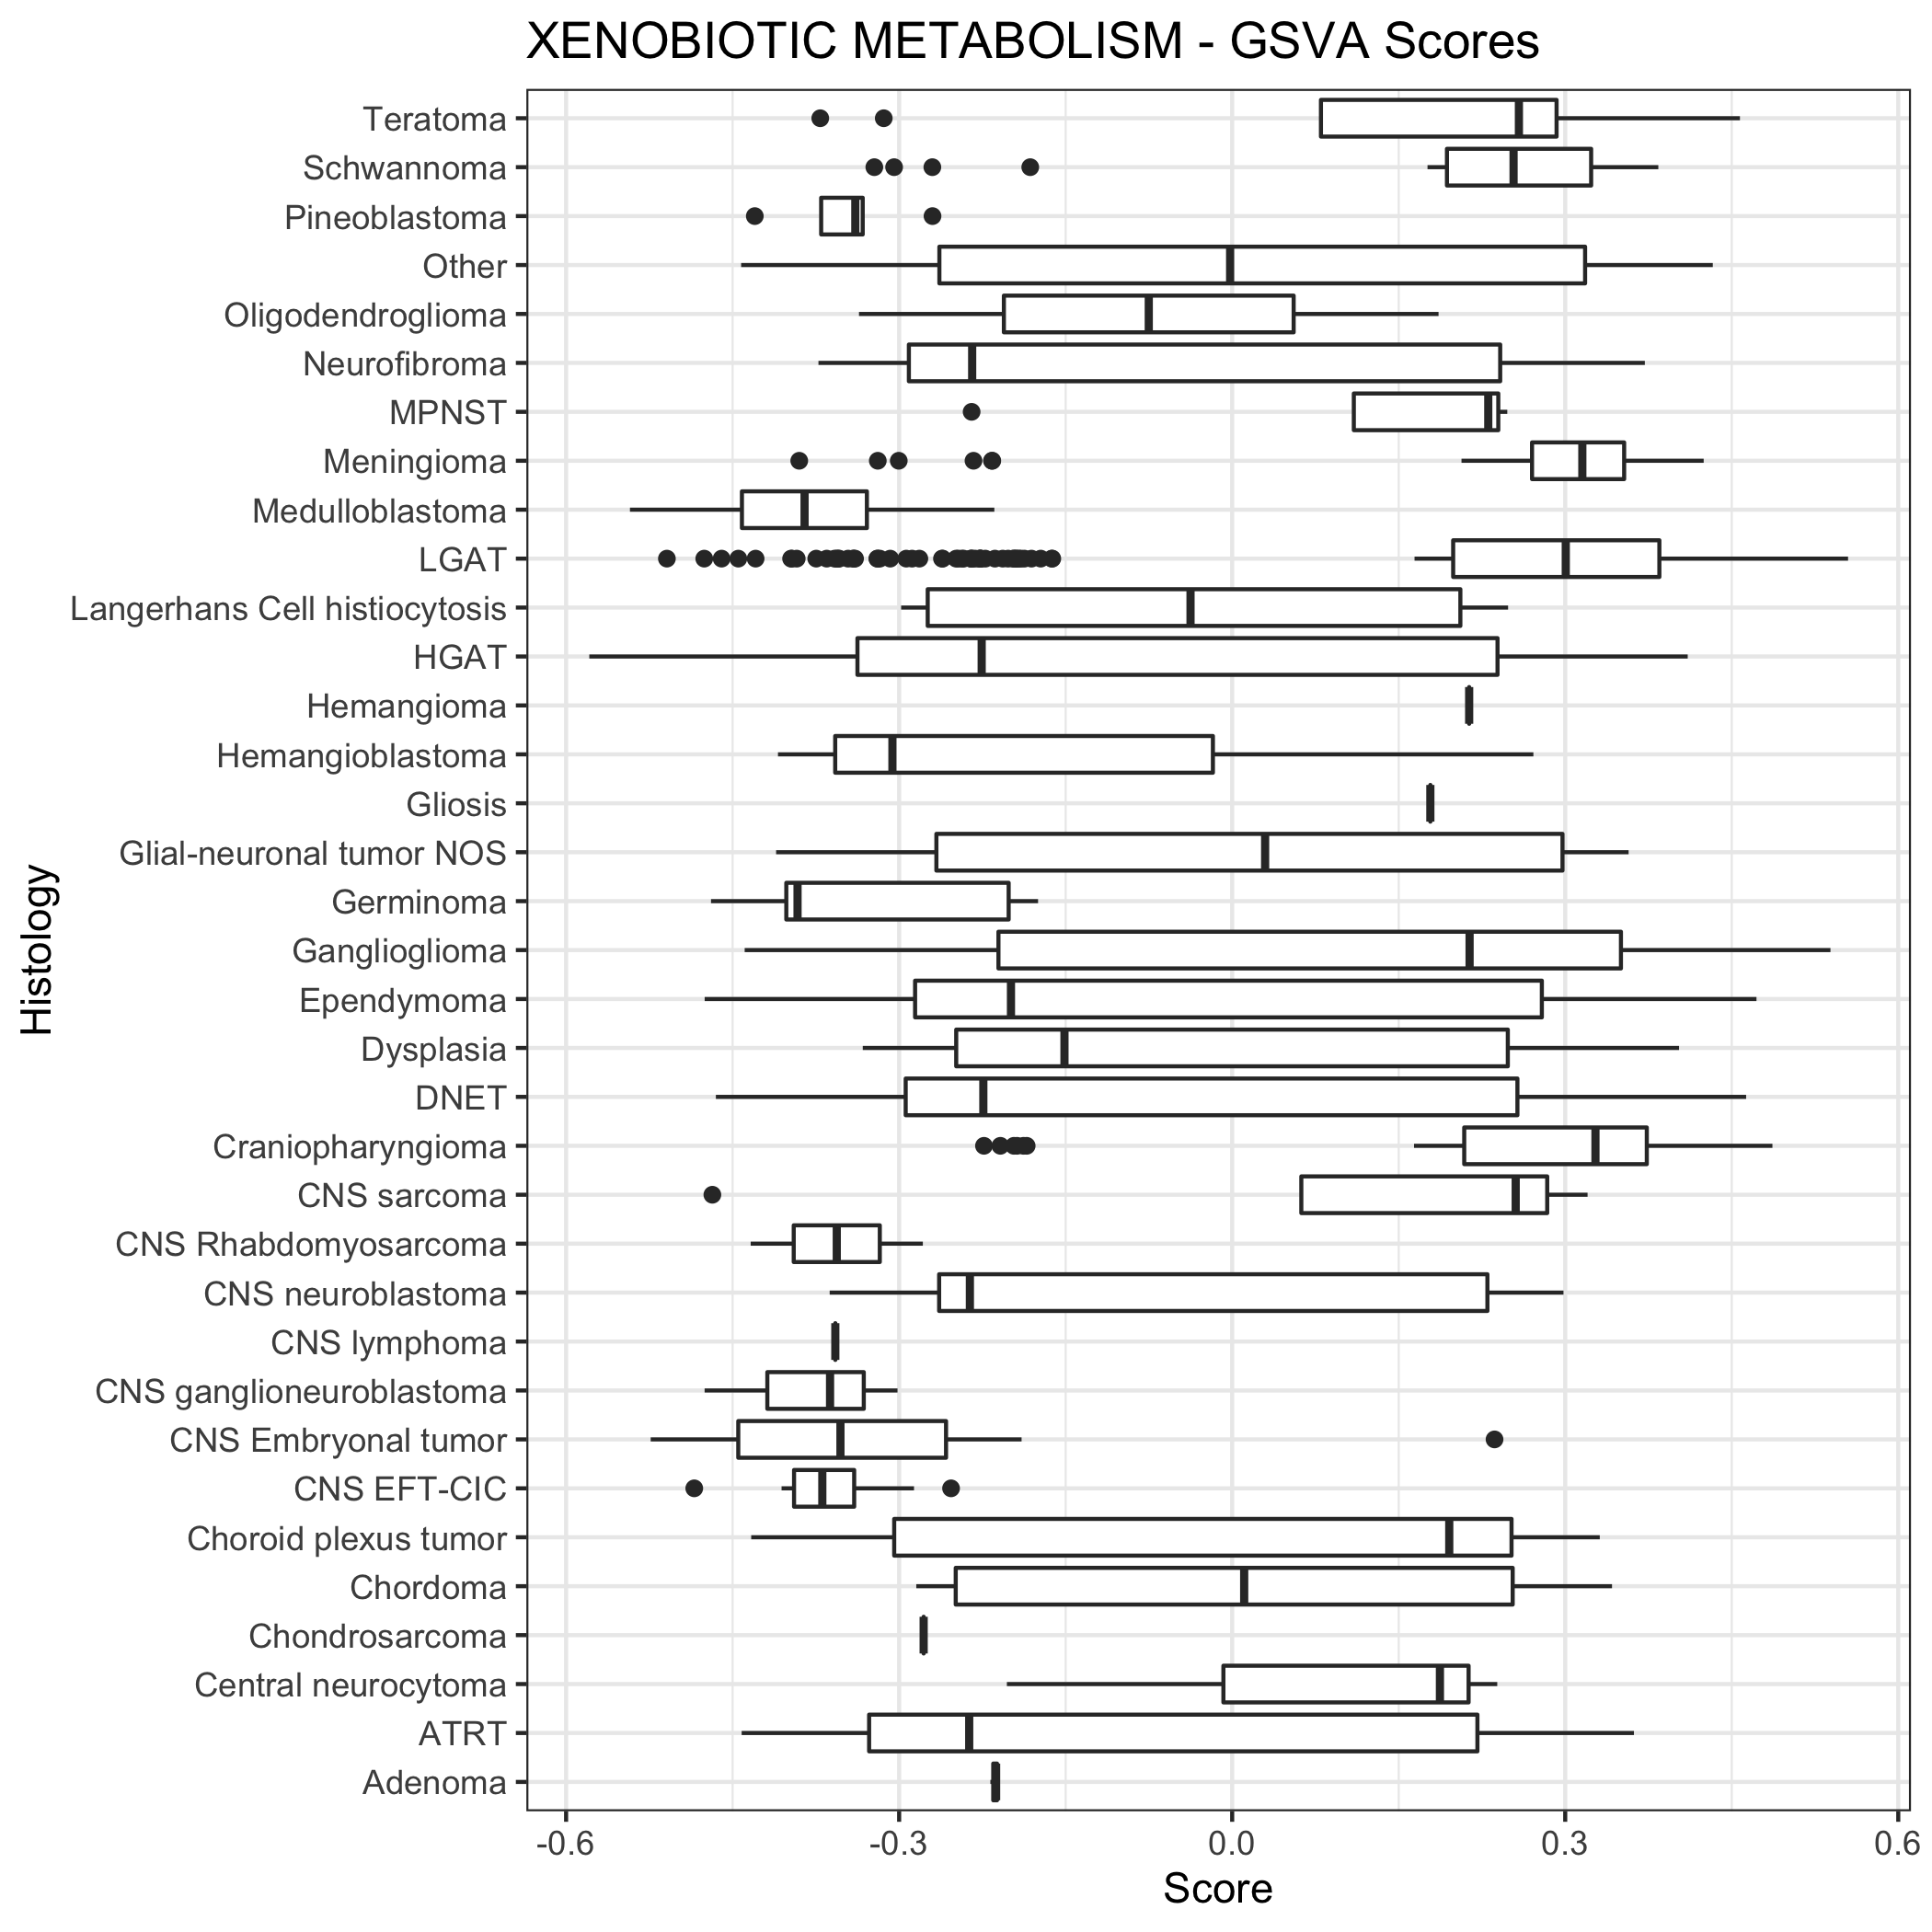 XENOBIOTIC METABOLISM - GSVA Scores
Teratoma
Schwannoma
Pineoblastoma
Other
Oligodendroglioma
Neurofibroma
MPNST
Meningioma
Medulloblastoma
LGAT
Langerhans Cell histiocytosis
HGAT
Hemangioma
Hemangioblastoma
Gliosis
Glial-neuronal tumor NOS
Germinoma
Ganglioglioma
Ependymoma
Dysplasia
DNET
Craniopharyngioma
CNS sarcoma
CNS Rhabdomyosarcoma
CNS neuroblastoma
CNS lymphoma
CNS ganglioneuroblastoma
CNS Embryonal tumor
CNS EFT-CIC
Choroid plexus tumor
Chordoma
Chondrosarcoma
Central neurocytoma
ATRT
Adenoma
Histology
-0.6 -0.3 0.0 0.3 0.6
Score